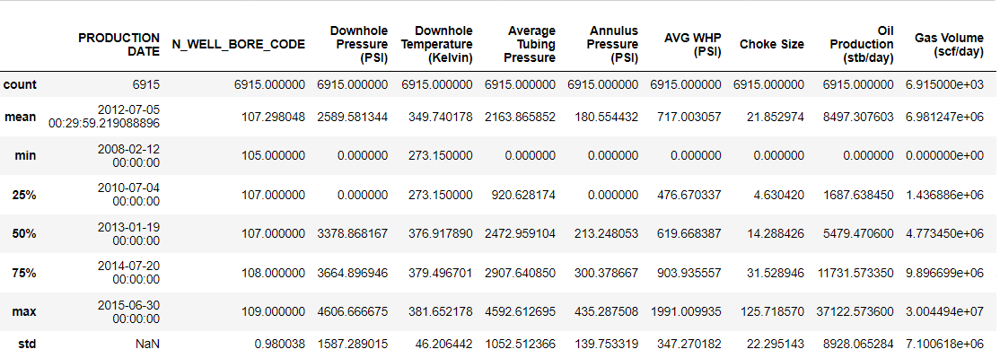 PRODUCTION DATE N_WELL_BORE_CODE Downhole Pressure (PSI) Downhole Temperature (Kelvin) Average Tubing Pressure Annulus Pressure (PSI) AVG WHP (PSI) Choke Size Oil Production (stb/day) Gas Volume (scf/day)
count 6915 6915.000000 6915.000000 6915.000000 6915.000000 6915.000000 6915.000000 6915.000000 6915.000000 6.915000e+03
mean 2012-07-05 00:29:59.219088896 107.298048 2589.581344 349.740178 2163.865852 180.554432 717.003057 21.852974 8497.307603 6.981247e+06
min 2008-02-12 00:00:00 105.000000 0.000000 273.150000 0.000000 0.000000 0.000000 0.000000 0.000000 0.000000e+00
25% 2010-07-04 00:00:00 107.000000 0.000000 273.150000 920.628174 0.000000 476.670337 4.630420 1687.638450 1.436886e+06
50% 2013-01-19 00:00:00 107.000000 3378.868167 376.917890 2472.959104 213.248053 619.668387 14.288426 5479.470600 4.773450e+06
75% 2014-07-20 00:00:00 108.000000 3664.896946 379.496701 2907.640850 300.378667 903.935557 31.528946 11731.573350 9.896699e+06
max 2015-06-30 00:00:00 109.000000 4606.666675 381.652178 4592.612695 435.287508 1991.009935 125.718570 37122.573600 3.004494e+07
std NaN 0.980038 1587.289015 46.206442 1052.512366 139.753319 347.270182 22.295143 8928.065284 7.100618e+06